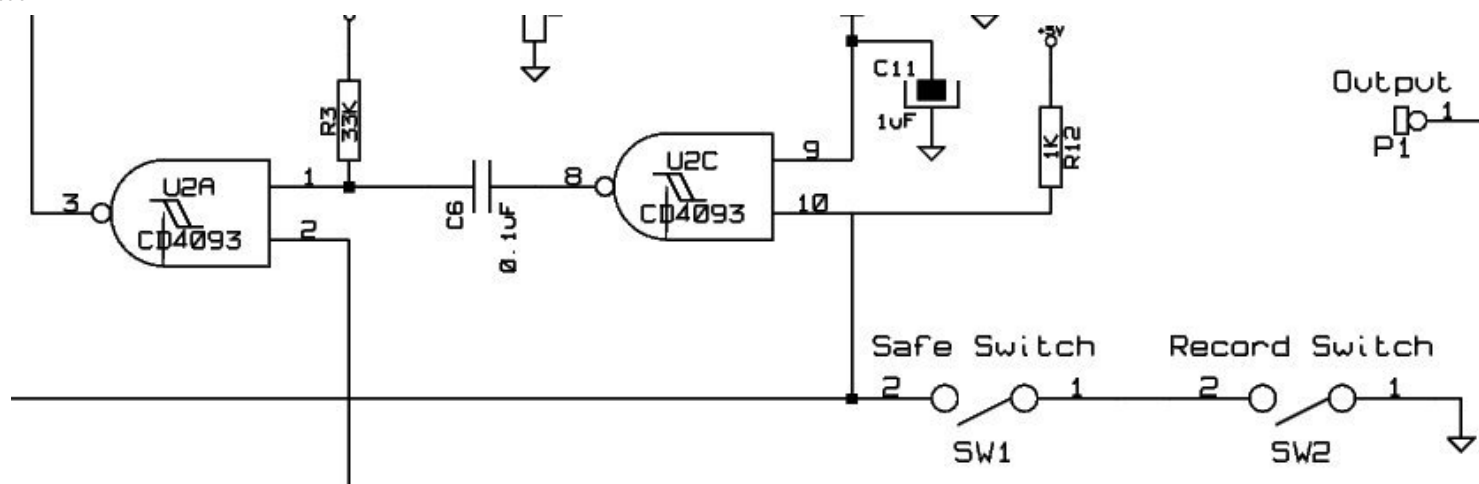 +5V
C11
1uF
Output
1
P1
R3
33K
1K
R12
9
U2C
1
8
U2A
10
3
CD4093
C6
0.1uF
2
CD4093
Safe Switch
Record Switch
2
1
2
1
SW1
SW2